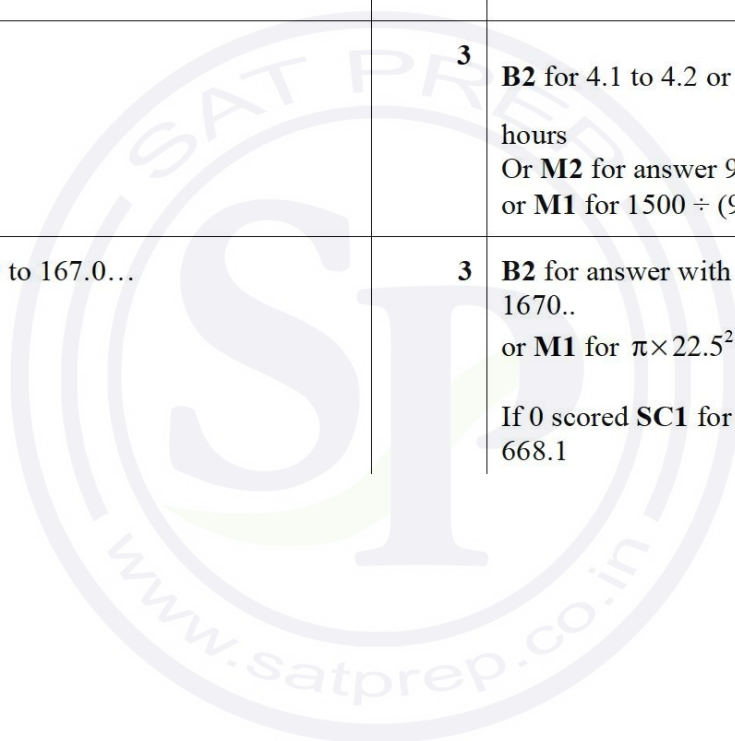 3
B2 for 4.1 to 4.2 or
hours
Or M2 for answer 9
or M1 for 1500 ÷ (9
to 167.0…
3
B2 for answer with
1670..
or M1 for π×22.5²
If 0 scored SC1 for
668.1
SAT PREP
SP
www.satprep.co.in